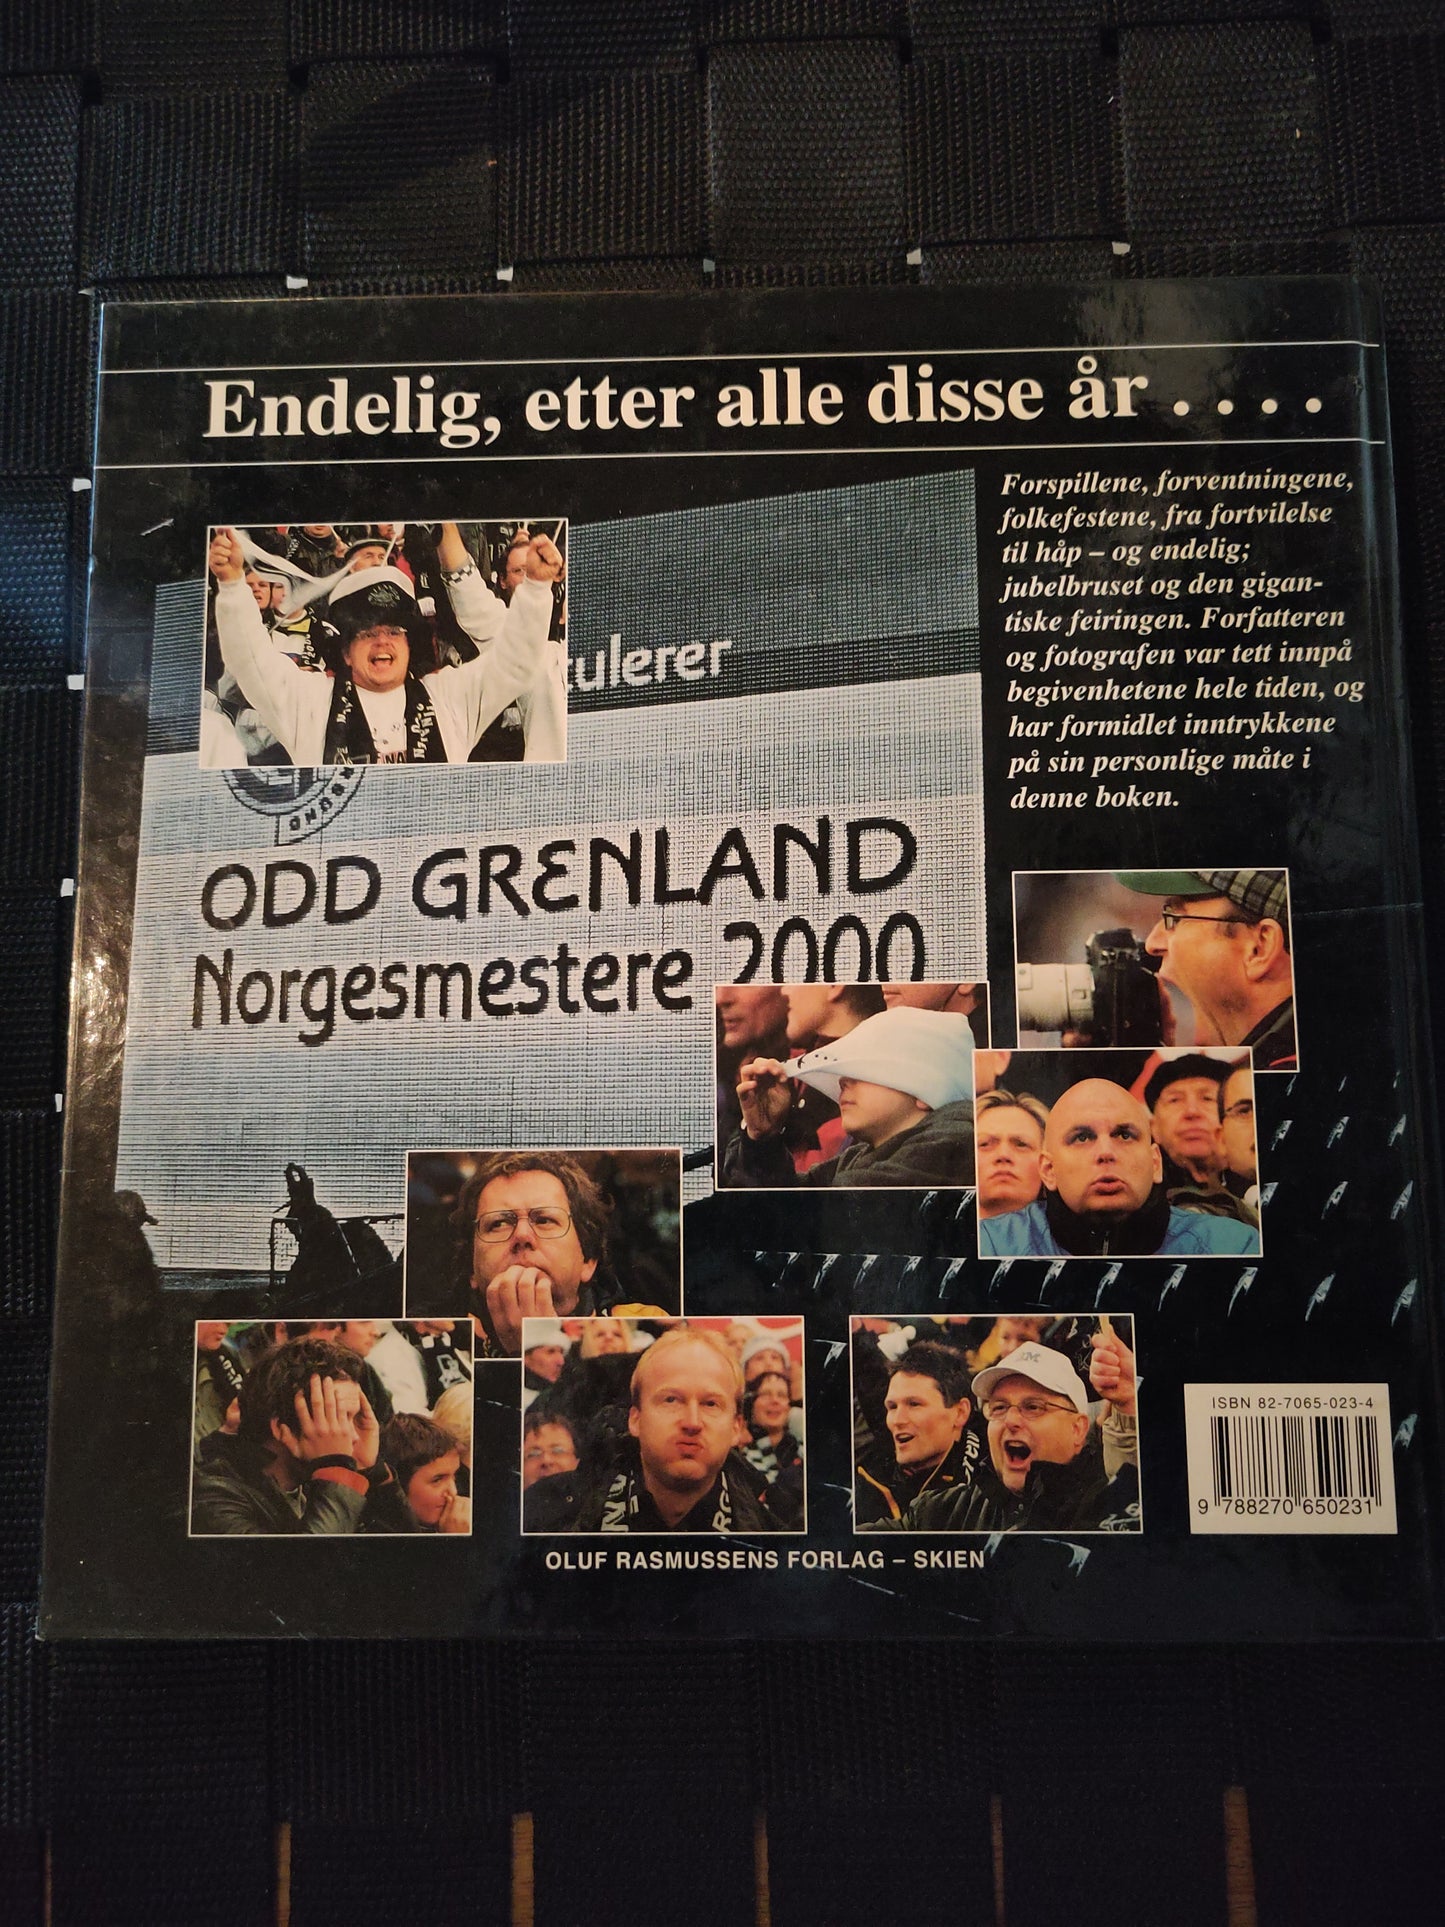 Endelig, etter alle disse år . . . .
Forspillene, forventningene,
folkefestene, fra fortvilelse
til håp – og endelig;
jubelbruset og den gigan-
tiske feiringen. Forfatteren
og fotografen var tett innpå
begivenhetene hele tiden, og
har formidlet inntrykkene
på sin personlige måte i
denne boken.
ulerer
ODD GRENLAND
Norgesmestere 2000
ISBN 82-7065-023-4
9 788270 650231
OLUF RASMUSSENS FORLAG – SKIEN